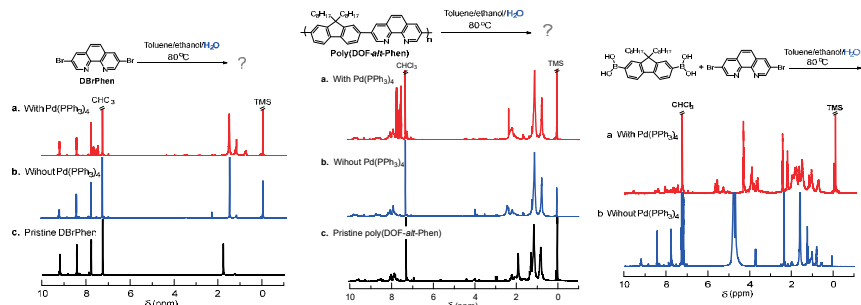 Toluene/ethanol/H2O
80 °C
?
Br
N
N
Br
DBrPhen
a. With Pd(PPh3)4
CHCl3
TMS
b. Wihout Pd(PPh3)4
c. Pristine DBrPhen
10 8 6 4 2 0
δ (ppm)
C8H17 C8H17
N N
n
Poly(DOF-alt-Phen)
Toluene/ethanol/H2O
80 °C
?
a. With Pd(PPh3)4
CHCl3
TMS
b. Wihout Pd(PPh3)4
c. Pristine poly(DOF-alt-Phen)
10 8 6 4 2 0
δ (ppm)
HO
B
HO
OH
B
OH
+
Br
N
N
Br
Toluene/ethanol/H2O
80 °C
CHCl3
TMS
a With Pd(PPh3)4
b Wihout Pd(PPh3)4
10 8 6 4 2 0
δ (ppm)